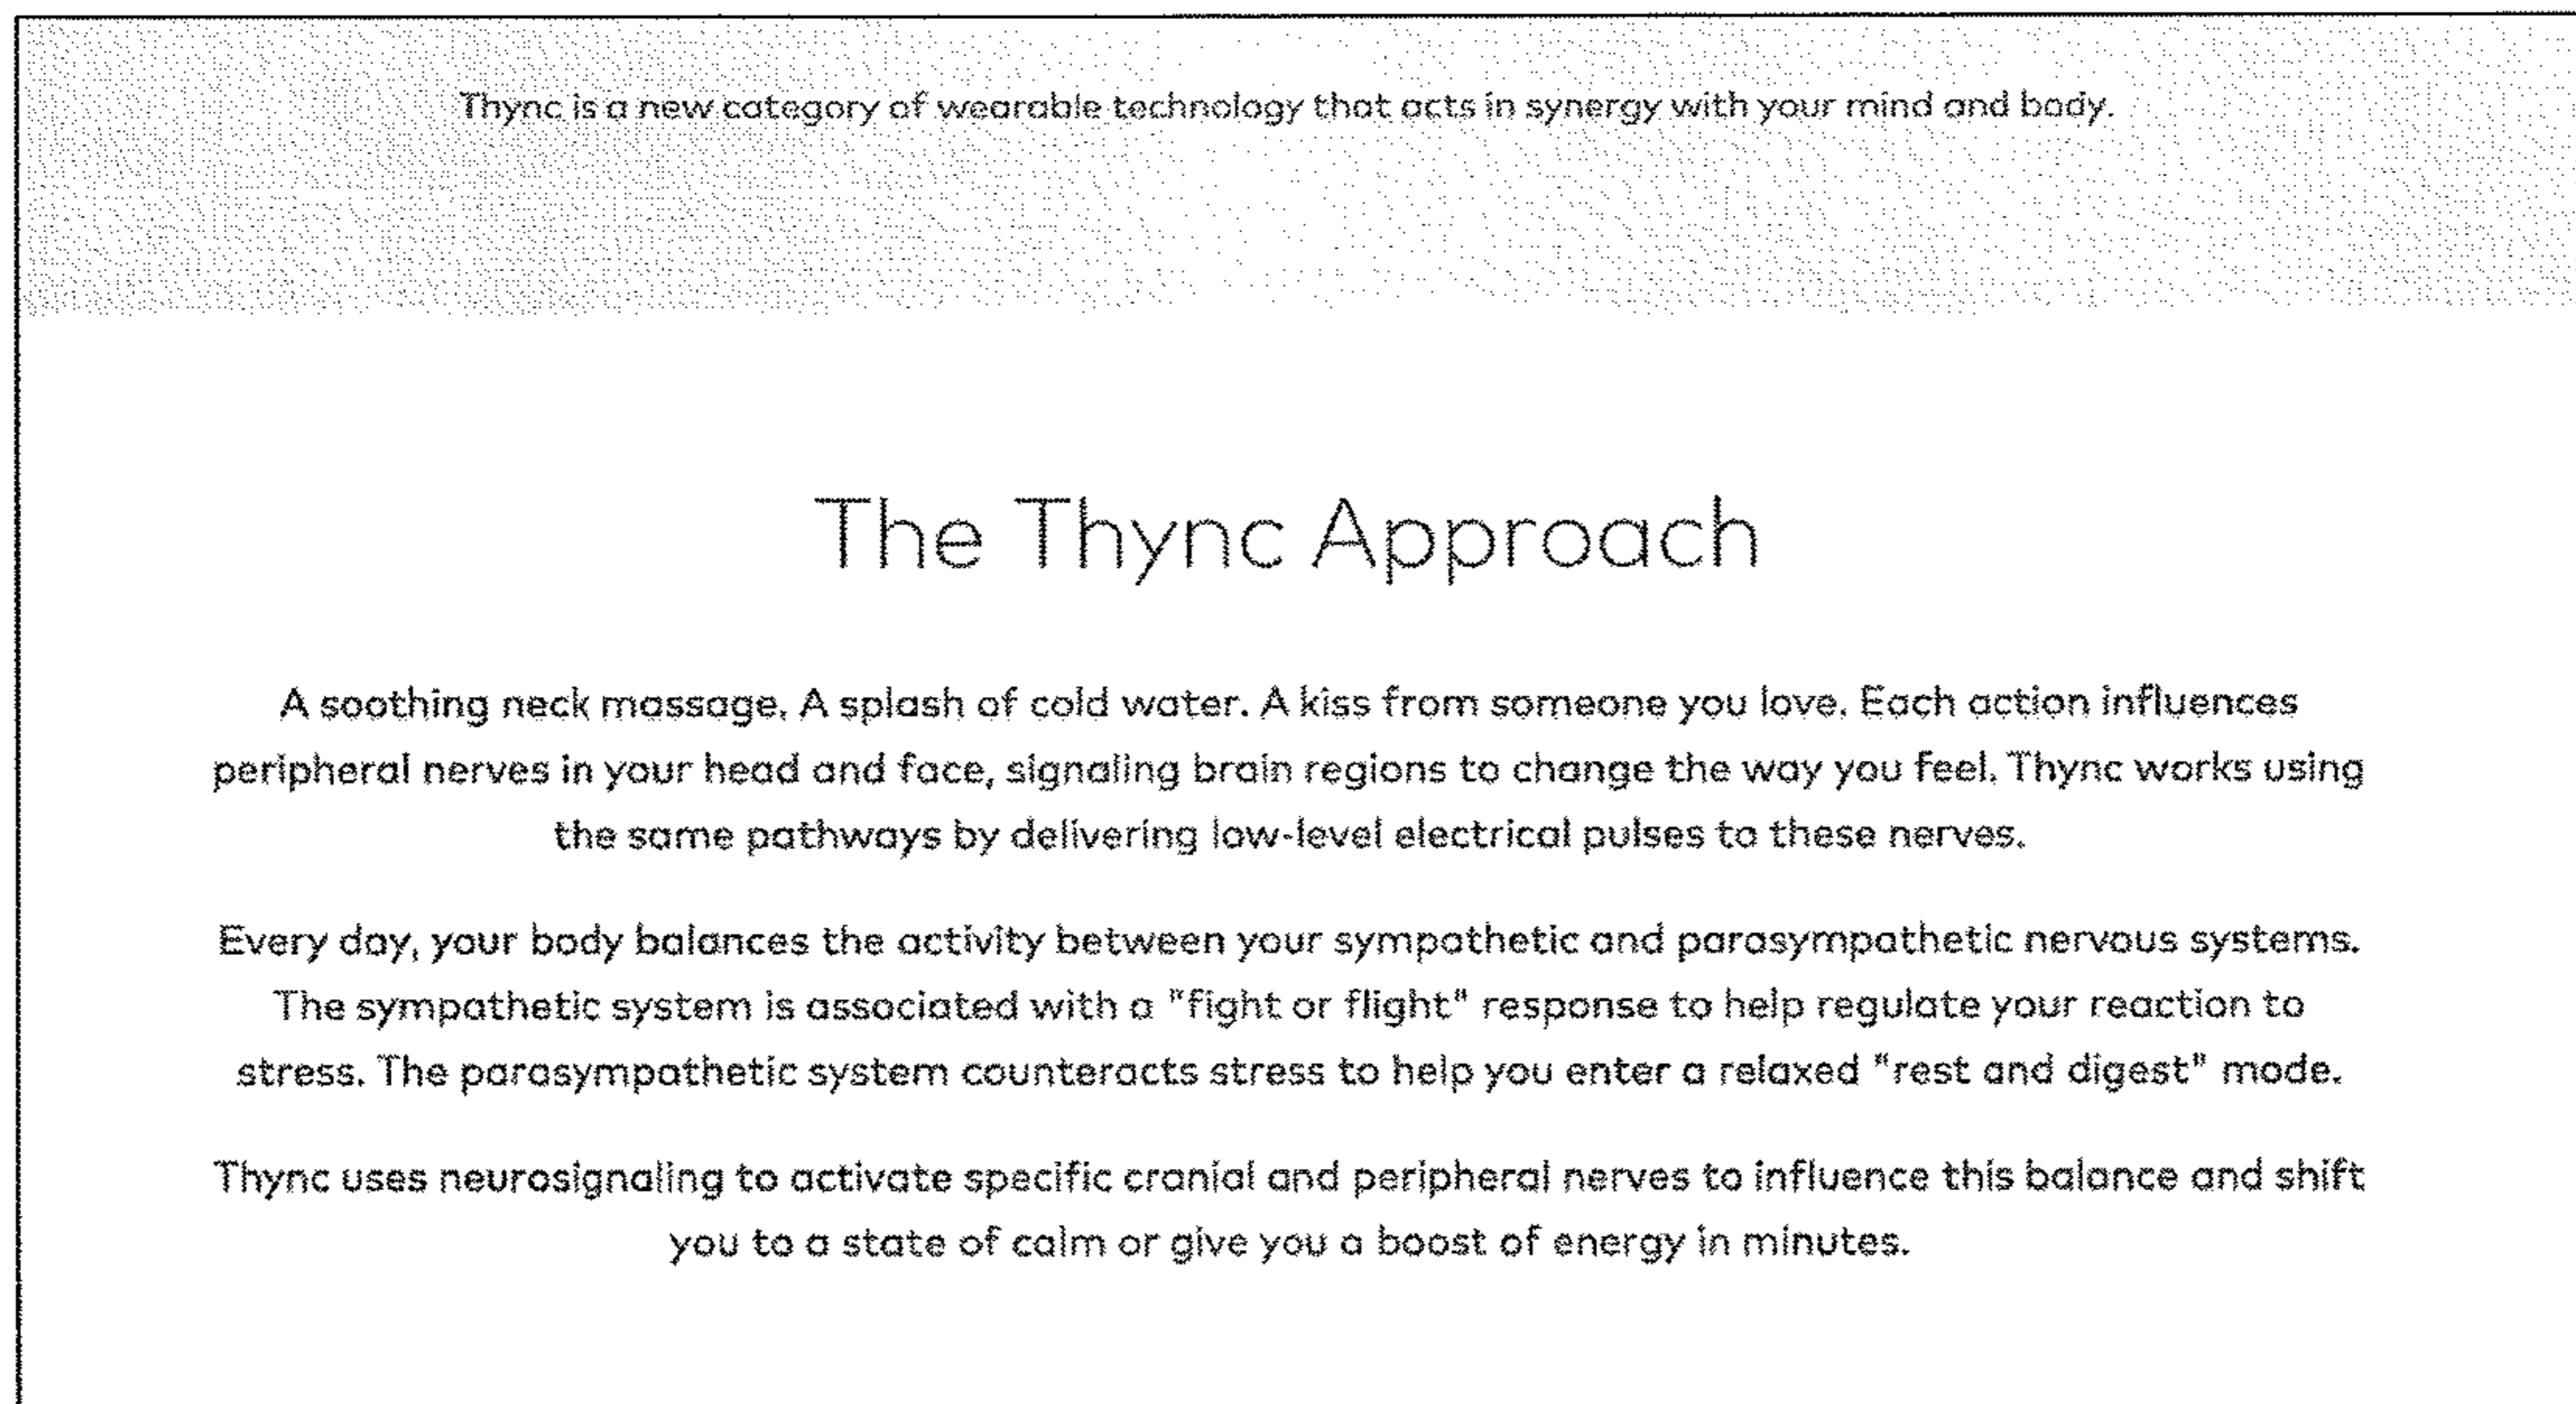 Thync is a new category of wearable technology that acts in synergy with your mind and body.
The Thync Approach
A soothing neck massage. A splash of cold water. A kiss from someone you love. Each action influences
peripheral nerves in your head and face, signaling brain regions to change the way you feel. Thync works using
the same pathways by delivering low-level electrical pulses to these nerves.
Every day, your body balances the activity between your sympathetic and parasympathetic nervous systems.
The sympathetic system is associated with a "fight or flight" response to help regulate your reaction to
stress. The parasympathetic system counteracts stress to help you enter a relaxed "rest and digest" mode.
Thync uses neurosignaling to activate specific cranial and peripheral nerves to influence this balance and shift
you to a state of calm or give you a boost of energy in minutes.